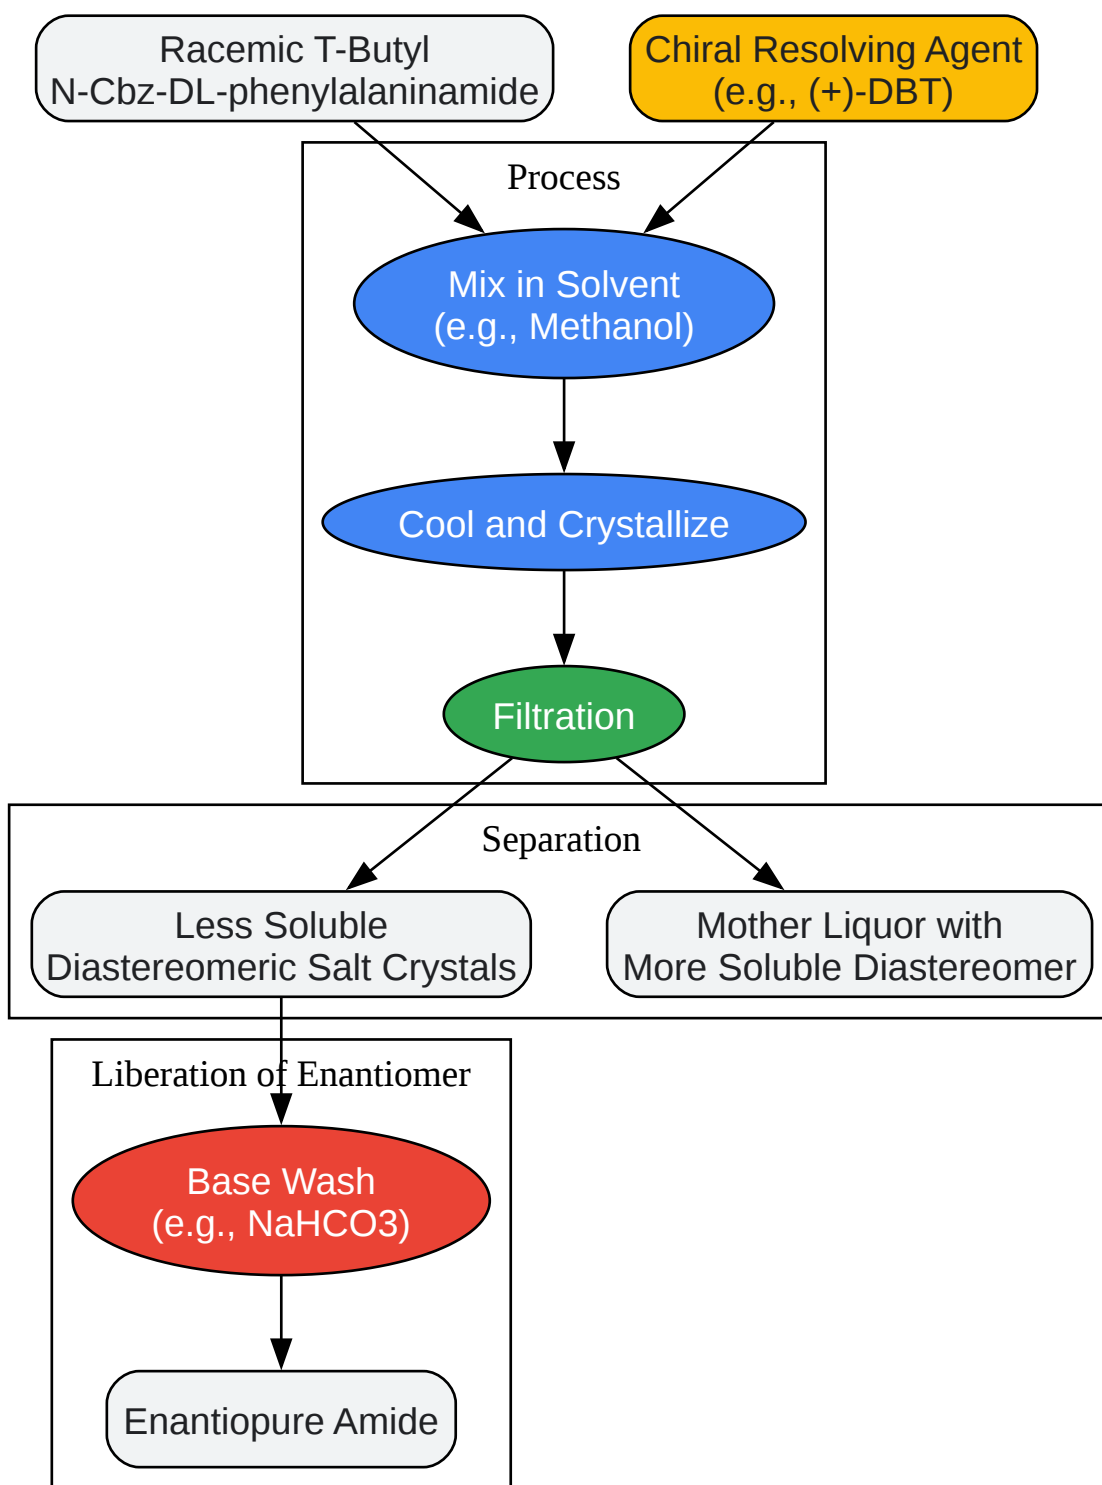 Racemic T-Butyl
N-Cbz-DL-phenylalaninamide
Chiral Resolving Agent
(e.g., (+)-DBT)
Process
Mix in Solvent
(e.g., Methanol)
Cool and Crystallize
Filtration
Separation
Less Soluble
Diastereomeric Salt Crystals
Mother Liquor with
More Soluble Diastereomer
Liberation of Enantiomer
Base Wash
(e.g., NaHCO3)
Enantiopure Amide